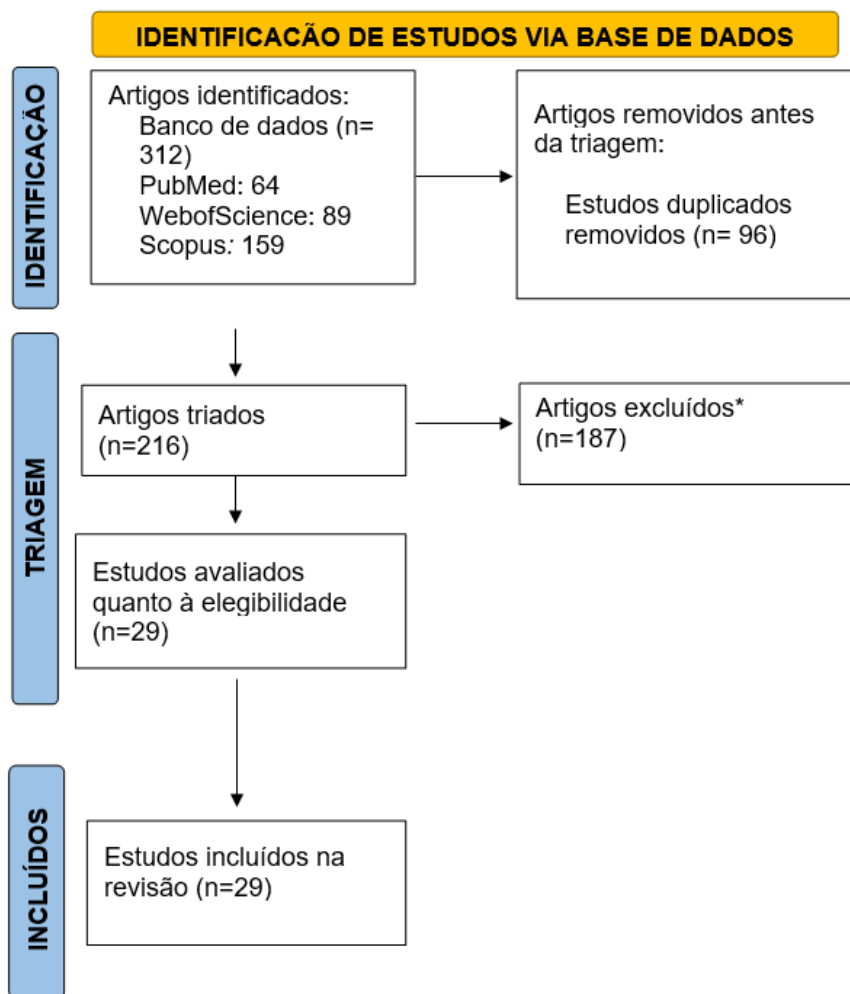 IDENTIFICACÃO DE ESTUDOS VIA BASE DE DADOS
IDENTIFICAÇÃO
Artigos identificados:
Banco de dados (n=
312)
PubMed: 64
WebofScience: 89
Scopus: 159
Artigos removidos antes
da triagem:
Estudos duplicados
removidos (n= 96)
TRIAGEM
Artigos triados
(n=216)
Artigos excluídos*
(n=187)
Estudos avaliados
quanto à elegibilidade
(n=29)
INCLUÍDOS
Estudos incluídos na
revisão (n=29)